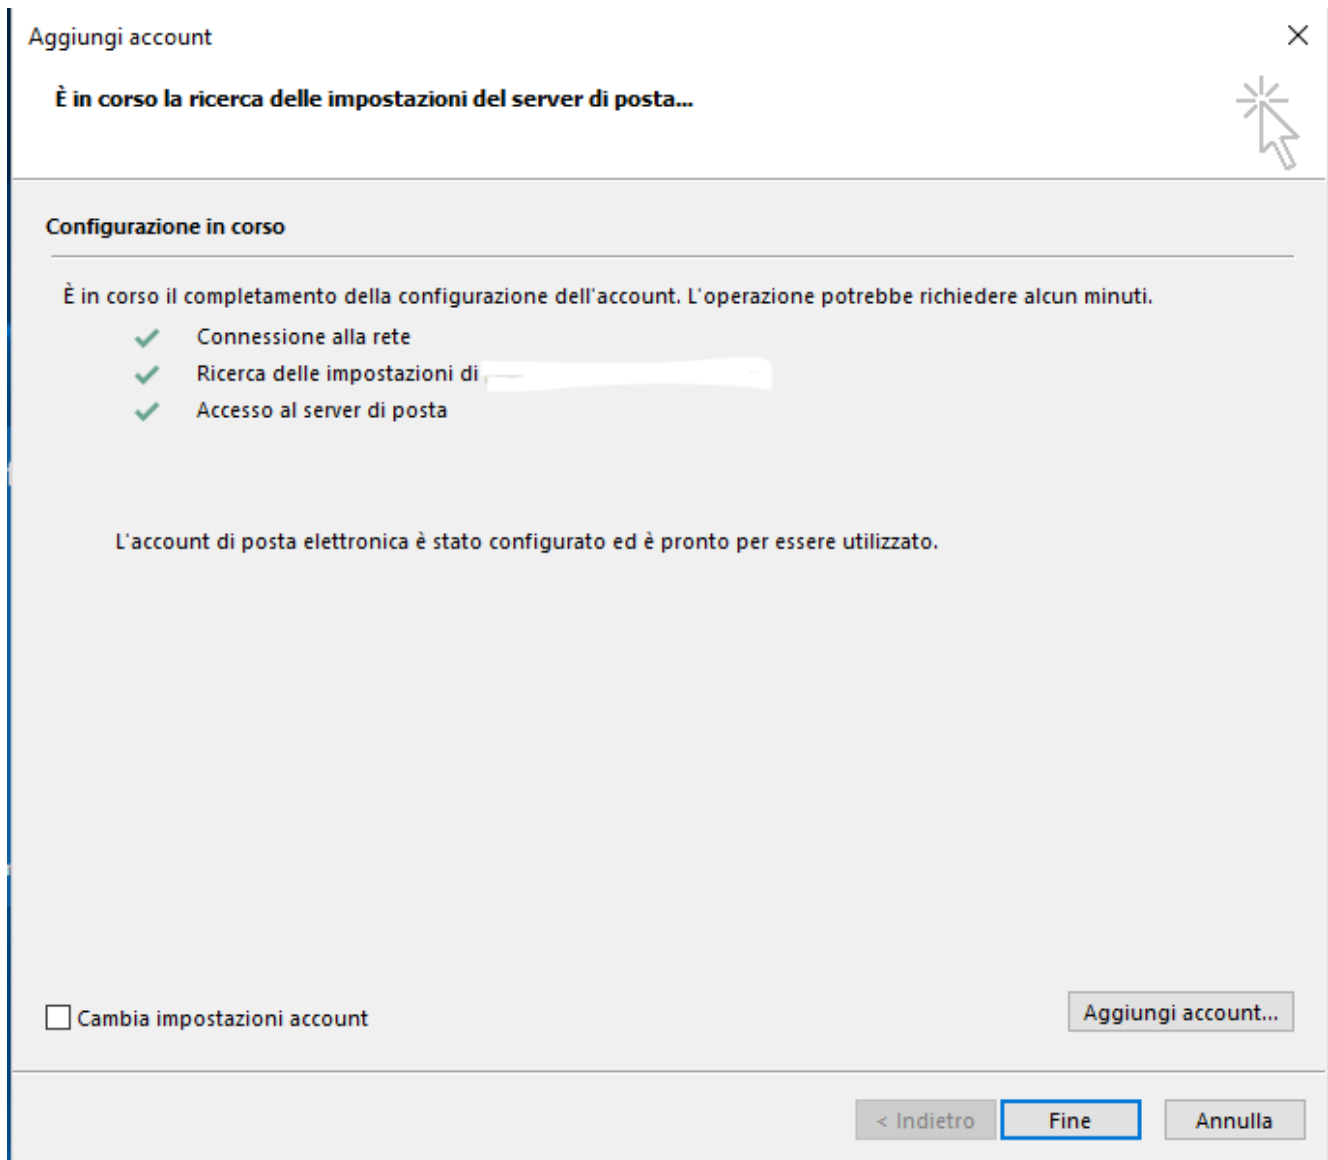 Aggiungi account
È in corso la ricerca delle impostazioni del server di posta...
Configurazione in corso
È in corso il completamento della configurazione dell'account. L'operazione potrebbe richiedere alcun minuti.
Connessione alla rete
Ricerca delle impostazioni di
Accesso al server di posta
L'account di posta elettronica è stato configurato ed è pronto per essere utilizzato.
Cambia impostazioni account
Aggiungi account...
< Indietro
Fine
Annulla